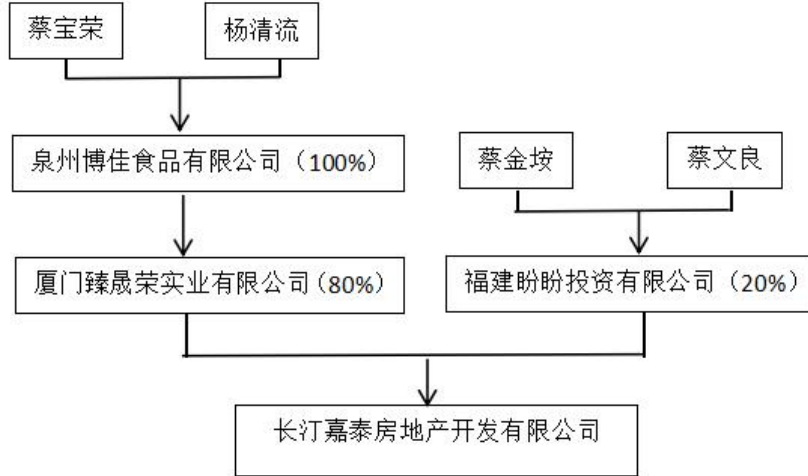 蔡宝荣
杨清流
泉州博佳食品有限公司（100%）
蔡金垵
蔡文良
厦门臻晟荣实业有限公司(80%)
福建盼盼投资有限公司（20%）
长汀嘉泰房地产开发有限公司